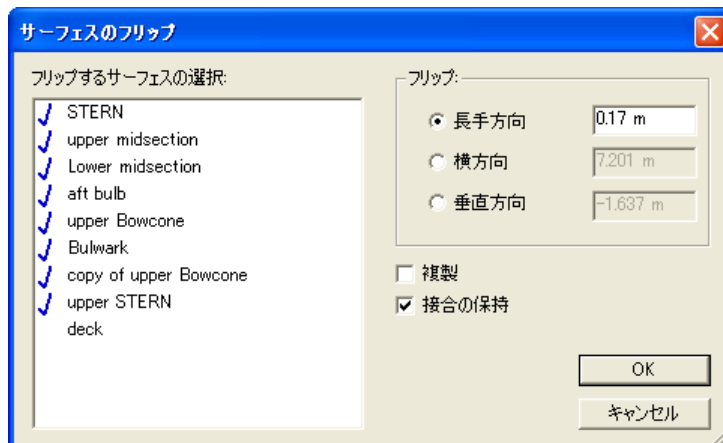 サーフェスのフリップ
フリップするサーフェスの選択:
STERN
upper midsection
Lower midsection
aft bulb
upper Bowcone
Bulwark
copy of upper Bowcone
upper STERN
deck
フリップ:
長手方向 0.17 m
横方向 7.201 m
垂直方向 -1.637 m
複製
接合の保持
OK
キャンセル